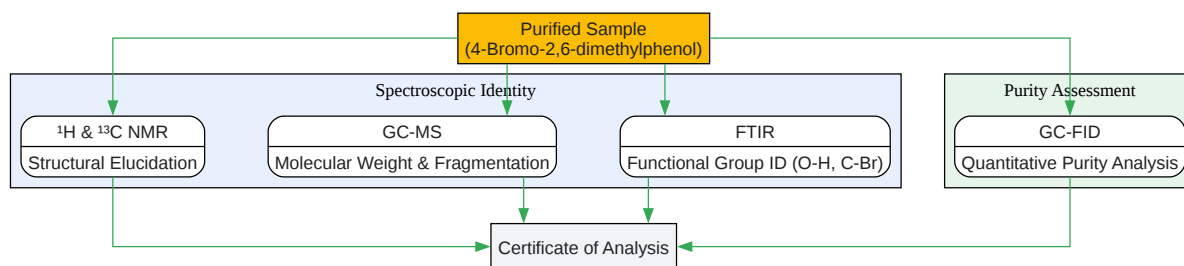 Purified Sample
(4-Bromo-2,6-dimethylphenol)
Spectroscopic Identity
Purity Assessment
¹H & ¹³C NMR
Structural Elucidation
GC-MS
Molecular Weight & Fragmentation
FTIR
Functional Group ID (O-H, C-Br)
GC-FID
Quantitative Purity Analysis
Certificate of Analysis